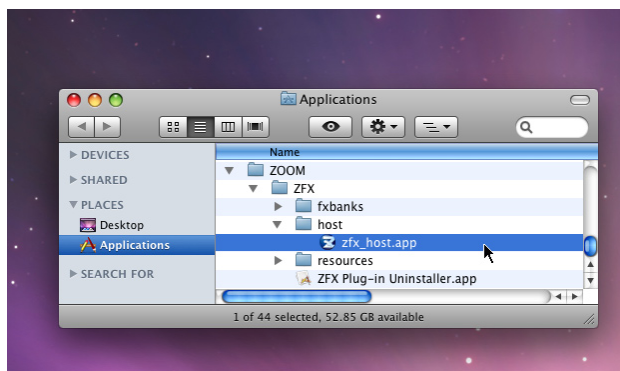 Applications
DEVICES
SHARED
PLACES
Desktop
Applications
SEARCH FOR
Name
ZOOM
ZFX
fxbanks
host
zfx_host.app
resources
ZFX Plug-in Uninstaller.app
1 of 44 selected, 52.85 GB available